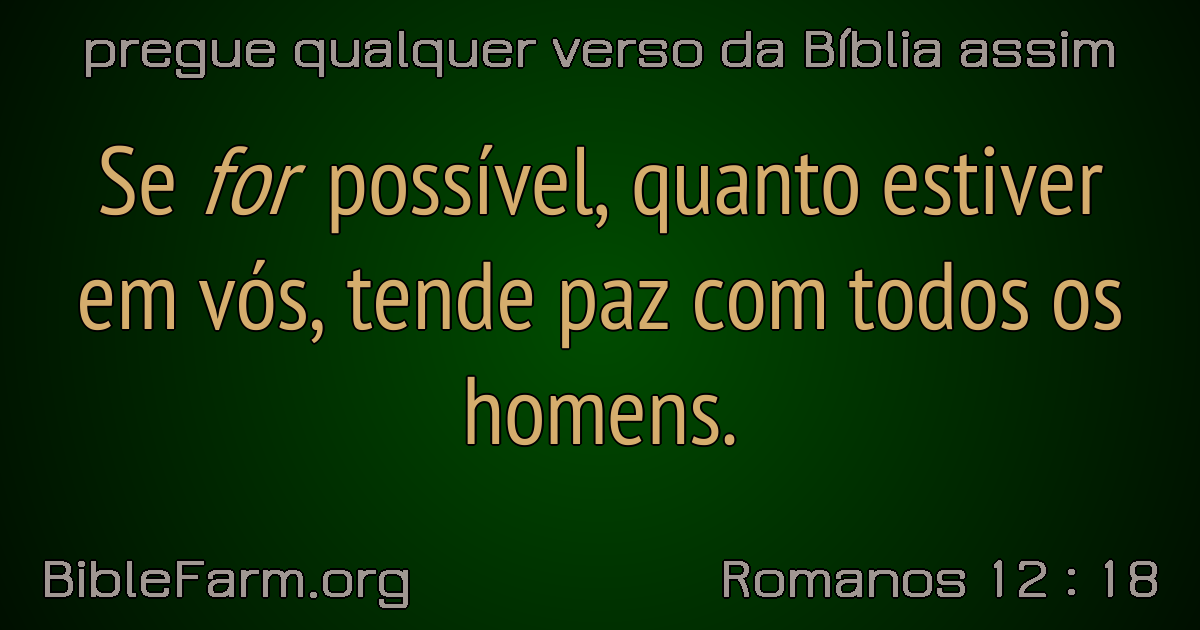 pregue qualquer verso da Bíblia assim
Se for possível, quanto estiver
em vós, tende paz com todos os
homens.
BibleFarm.org
Romanos 12 : 18